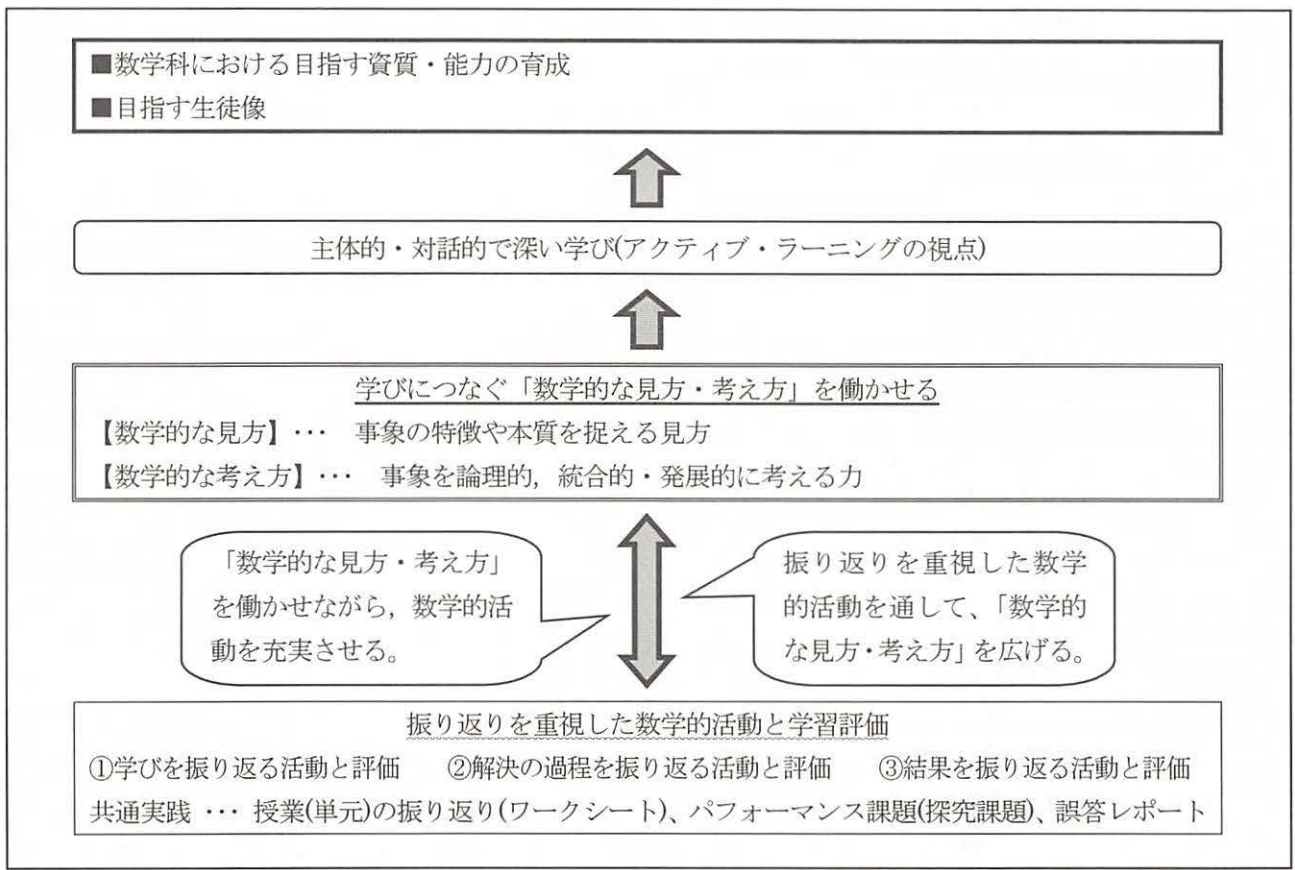 ■数学科における目指す資質・能力の育成
■目指す生徒像
主体的・対話的で深い学び(アクティブ・ラーニングの視点)
学びにつなぐ「数学的な見方・考え方」を働かせる
【数学的な見方】･･･　事象の特徴や本質を捉える見方
【数学的な考え方】･･･　事象を論理的，統合的・発展的に考える力
「数学的な見方・考え方」
を働かせながら，数学的活
動を充実させる。
振り返りを重視した数学
的活動を通して、「数学的
な見方・考え方」を広げる。
振り返りを重視した数学的活動と学習評価
①学びを振り返る活動と評価　②解決の過程を振り返る活動と評価　③結果を振り返る活動と評価
共通実践 ･･･ 授業(単元)の振り返り(ワークシート)、パフォーマンス課題(探究課題)、誤答レポート